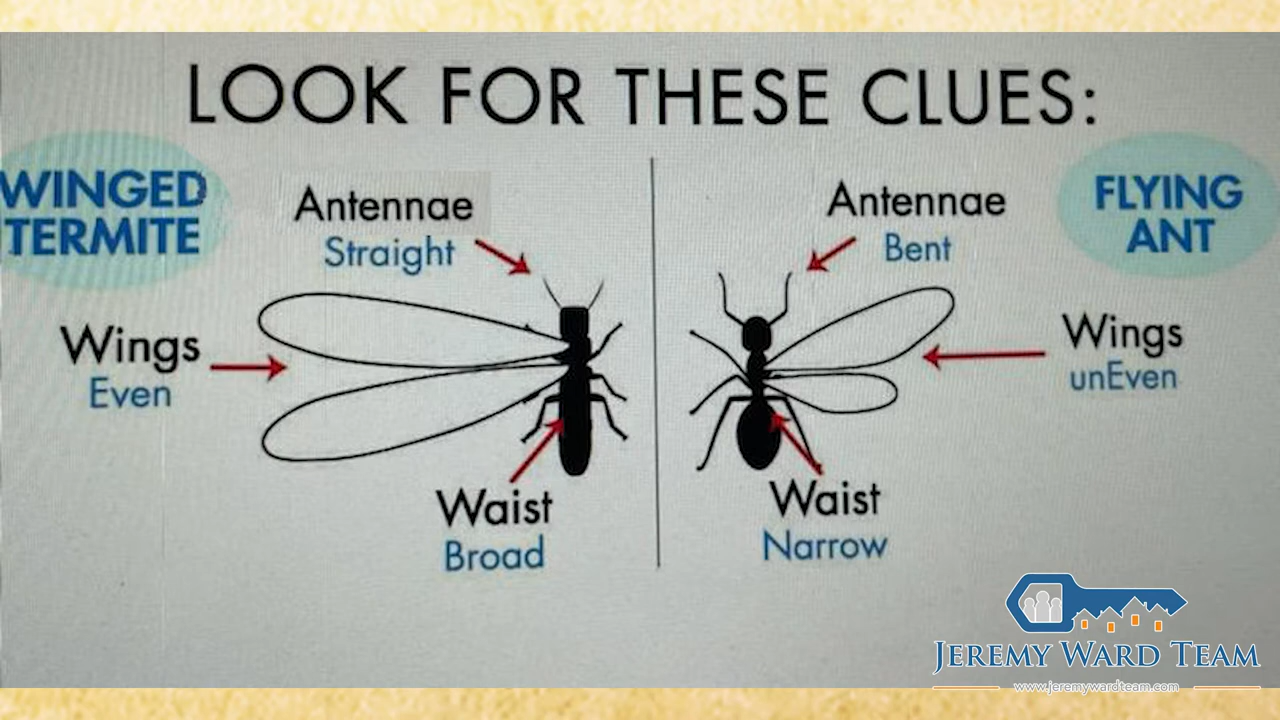 LOOK FOR THESE CLUES:
WINGED
TERMITE
Antennae
Straight
Wings
Even
Waist
Broad
Antennae
Bent
FLYING
ANT
Wings
unEven
Waist
Narrow
JEREMY WARD TEAM
www.jeremywardteam.com